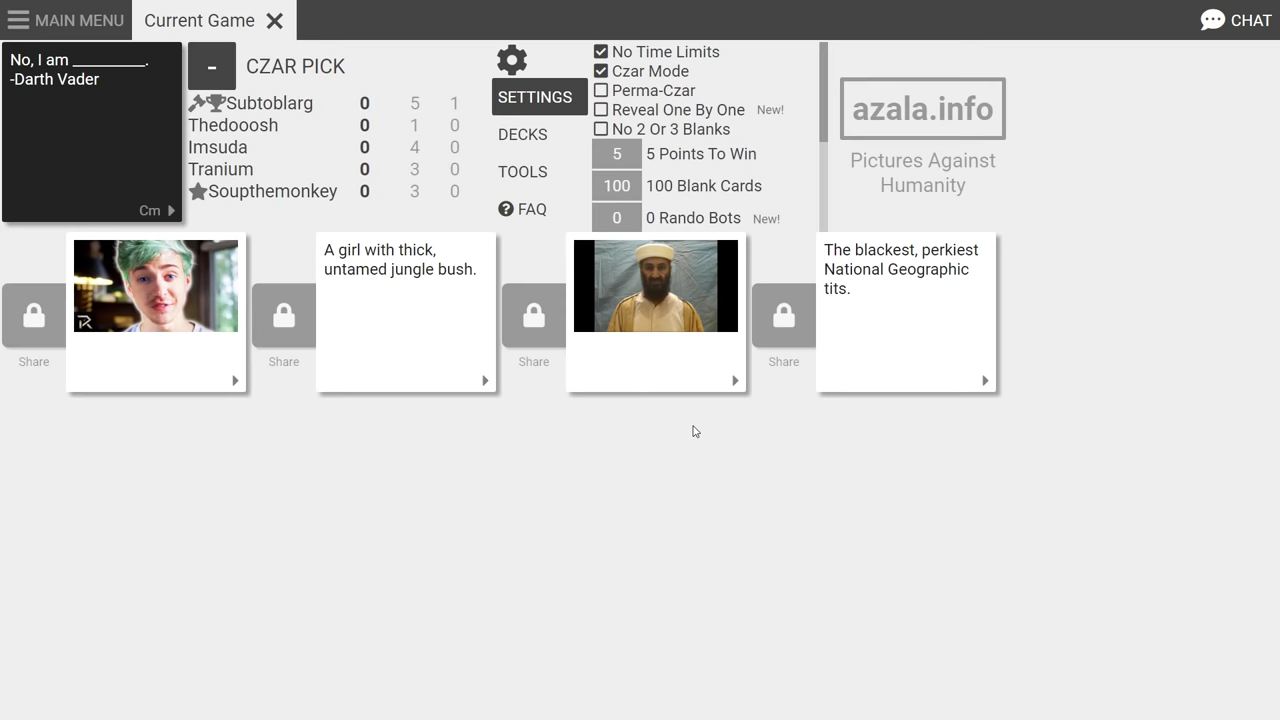 MAIN MENU
Current Game
CHAT
No, I am _________.
-Darth Vader
Cm
-
CZAR PICK
Subtoblarg 0 5 1
Thedooosh 0 1 0
Imsuda 0 4 0
Tranium 0 3 0
Soupthemonkey 0 3 0
SETTINGS
DECKS
TOOLS
FAQ
No Time Limits
Czar Mode
Perma-Czar
Reveal One By One New!
No 2 Or 3 Blanks
5 5 Points To Win
100 100 Blank Cards
0 0 Rando Bots New!
azala.info
Pictures Against
Humanity
Share
R
Share
A girl with thick,
untamed jungle bush.
Share
Share
The blackest, perkiest
National Geographic
tits.